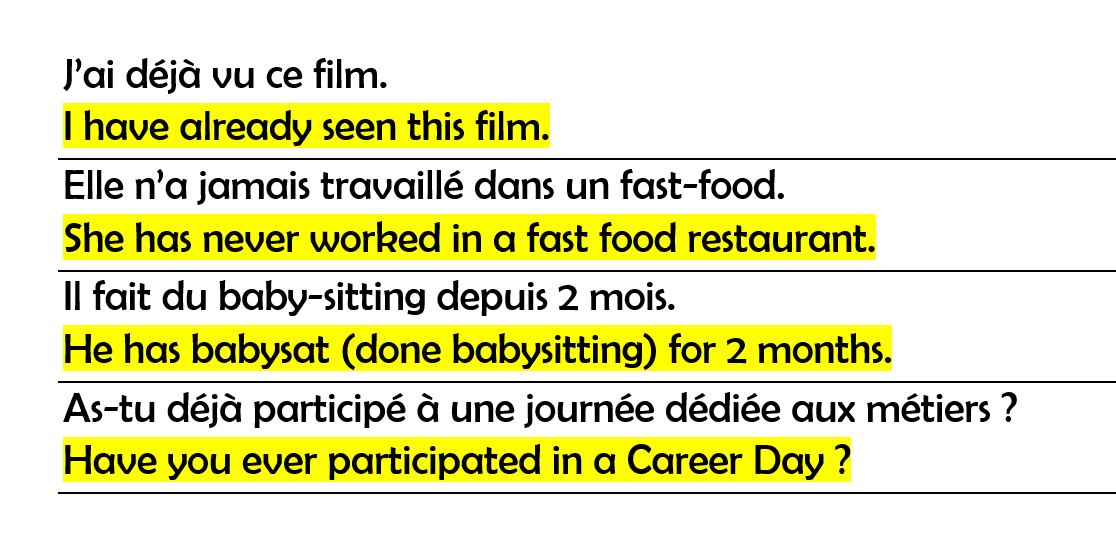 J’ai déjà vu ce film.
I have already seen this film.
Elle n’a jamais travaillé dans un fast-food.
She has never worked in a fast food restaurant.
Il fait du baby-sitting depuis 2 mois.
He has babysat (done babysitting) for 2 months.
As-tu déjà participé à une journée dédiée aux métiers ?
Have you ever participated in a Career Day ?